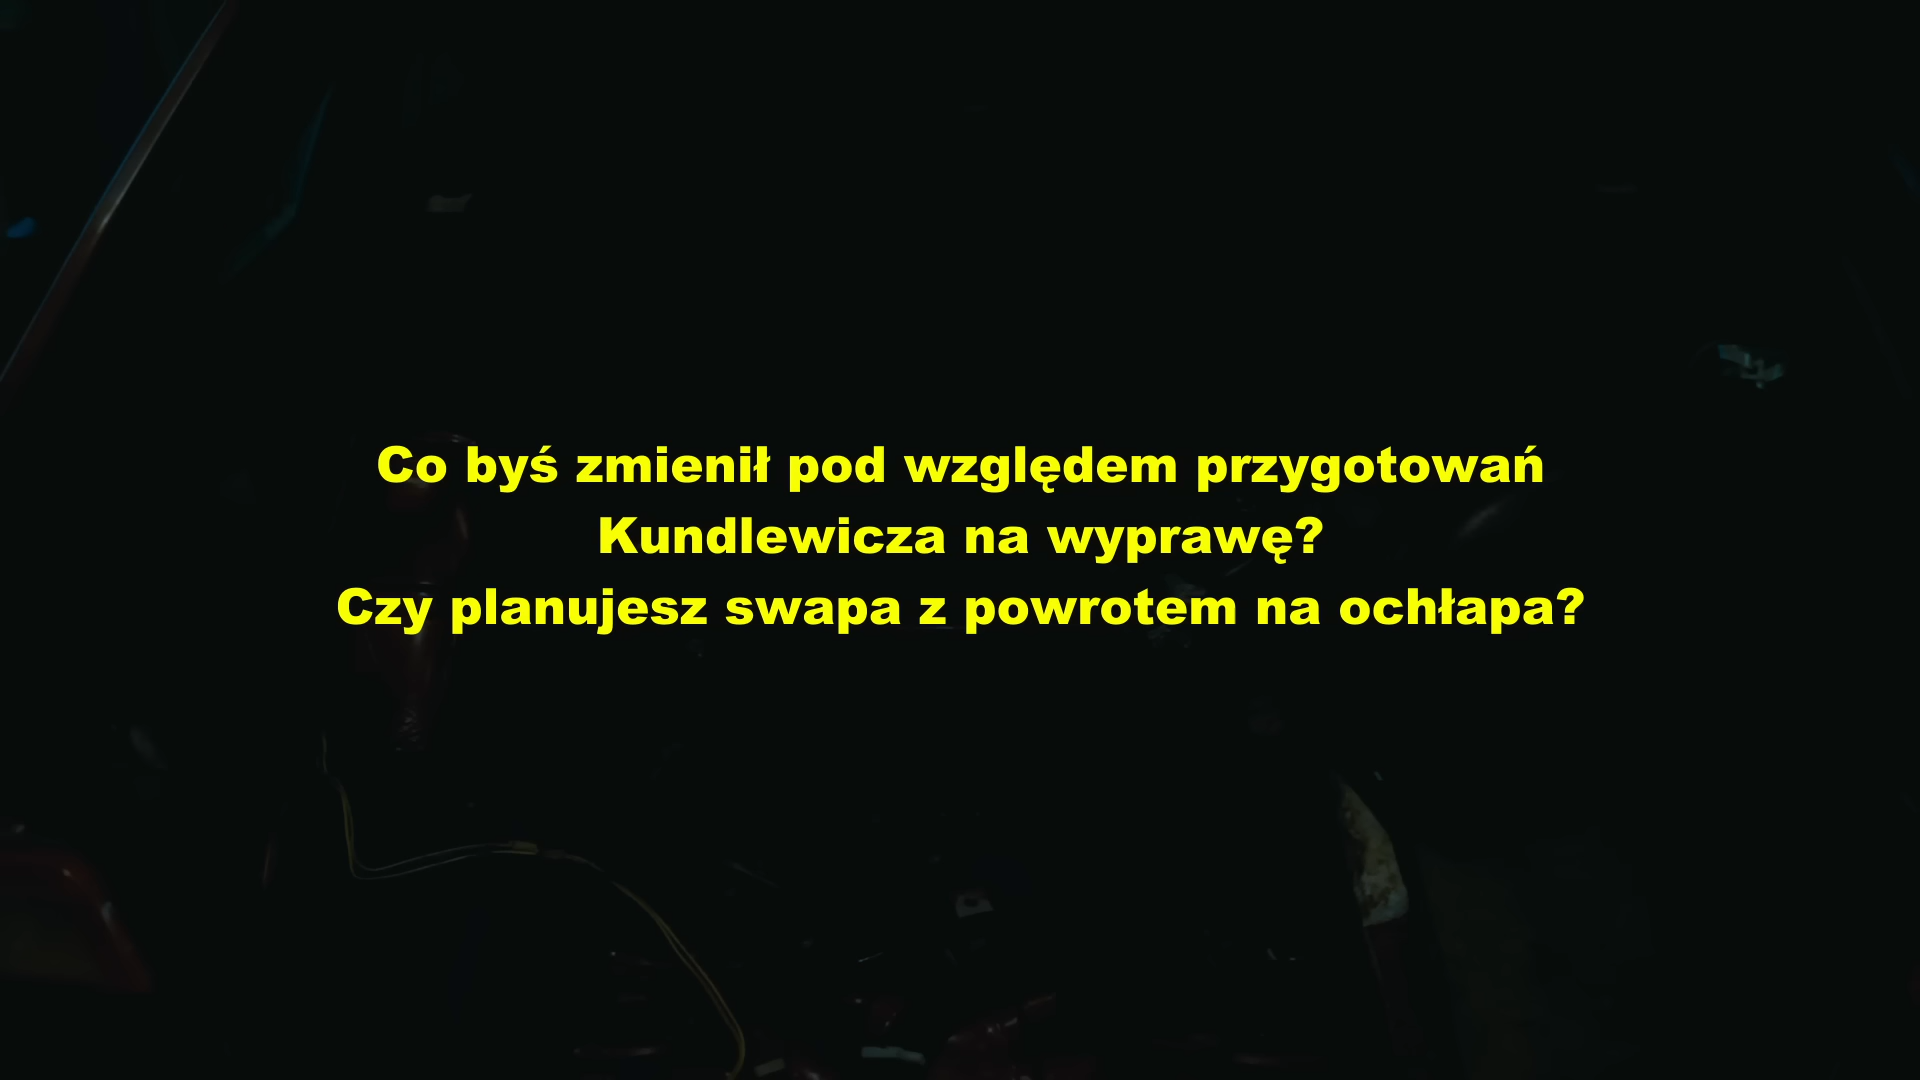 Co byś zmienił pod względem przygotowań
Kundlewicza na wyprawę?
Czy planujesz swapa z powrotem na ochłapa?